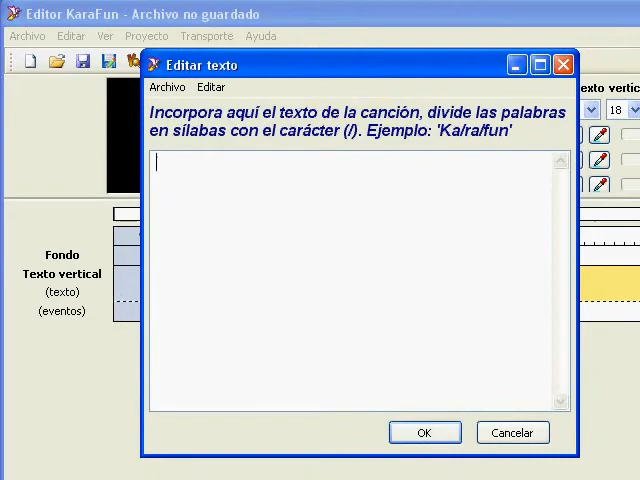 Editor KaraFun - Archivo no guardado
Archivo Editar Ver Proyecto Transporte Ayuda
Editar texto
Archivo Editar
Incorpora aquí el texto de la canción, divide las palabras
en sílabas con el carácter (/). Ejemplo: 'Ka/ra/fun'
exto vertic
18
Fondo
Texto vertical
(texto)
(eventos)
OK Cancelar